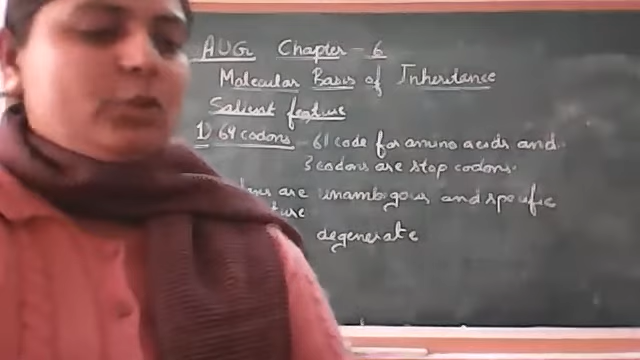 AUG Chapter - 6
Molecular Basis of Inheritance
Salient feature
1) 64 codons - 61 code for amino acids and
3 codons are stop codons.
are unambigous and specific
degenerate